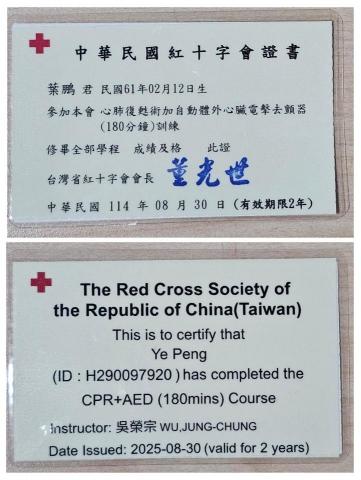 中華民國紅十字會證書
葉鵬 君 民國61年02月12日生
參加本會 心肺復甦術加自動體外心臟電擊去顫器
(180分鐘)訓練
修畢全部學程 成績及格 此證
台灣省紅十字會會長 董光世
中華民國 114 年 08 月 30 日 (有效期限2年)
The Red Cross Society of
the Republic of China(Taiwan)
This is to certify that
Ye Peng
(ID : H290097920 ) has completed the
CPR+AED (180mins) Course
Instructor: 吳榮宗 WU,JUNG-CHUNG
Date Issued: 2025-08-30 (valid for 2 years)